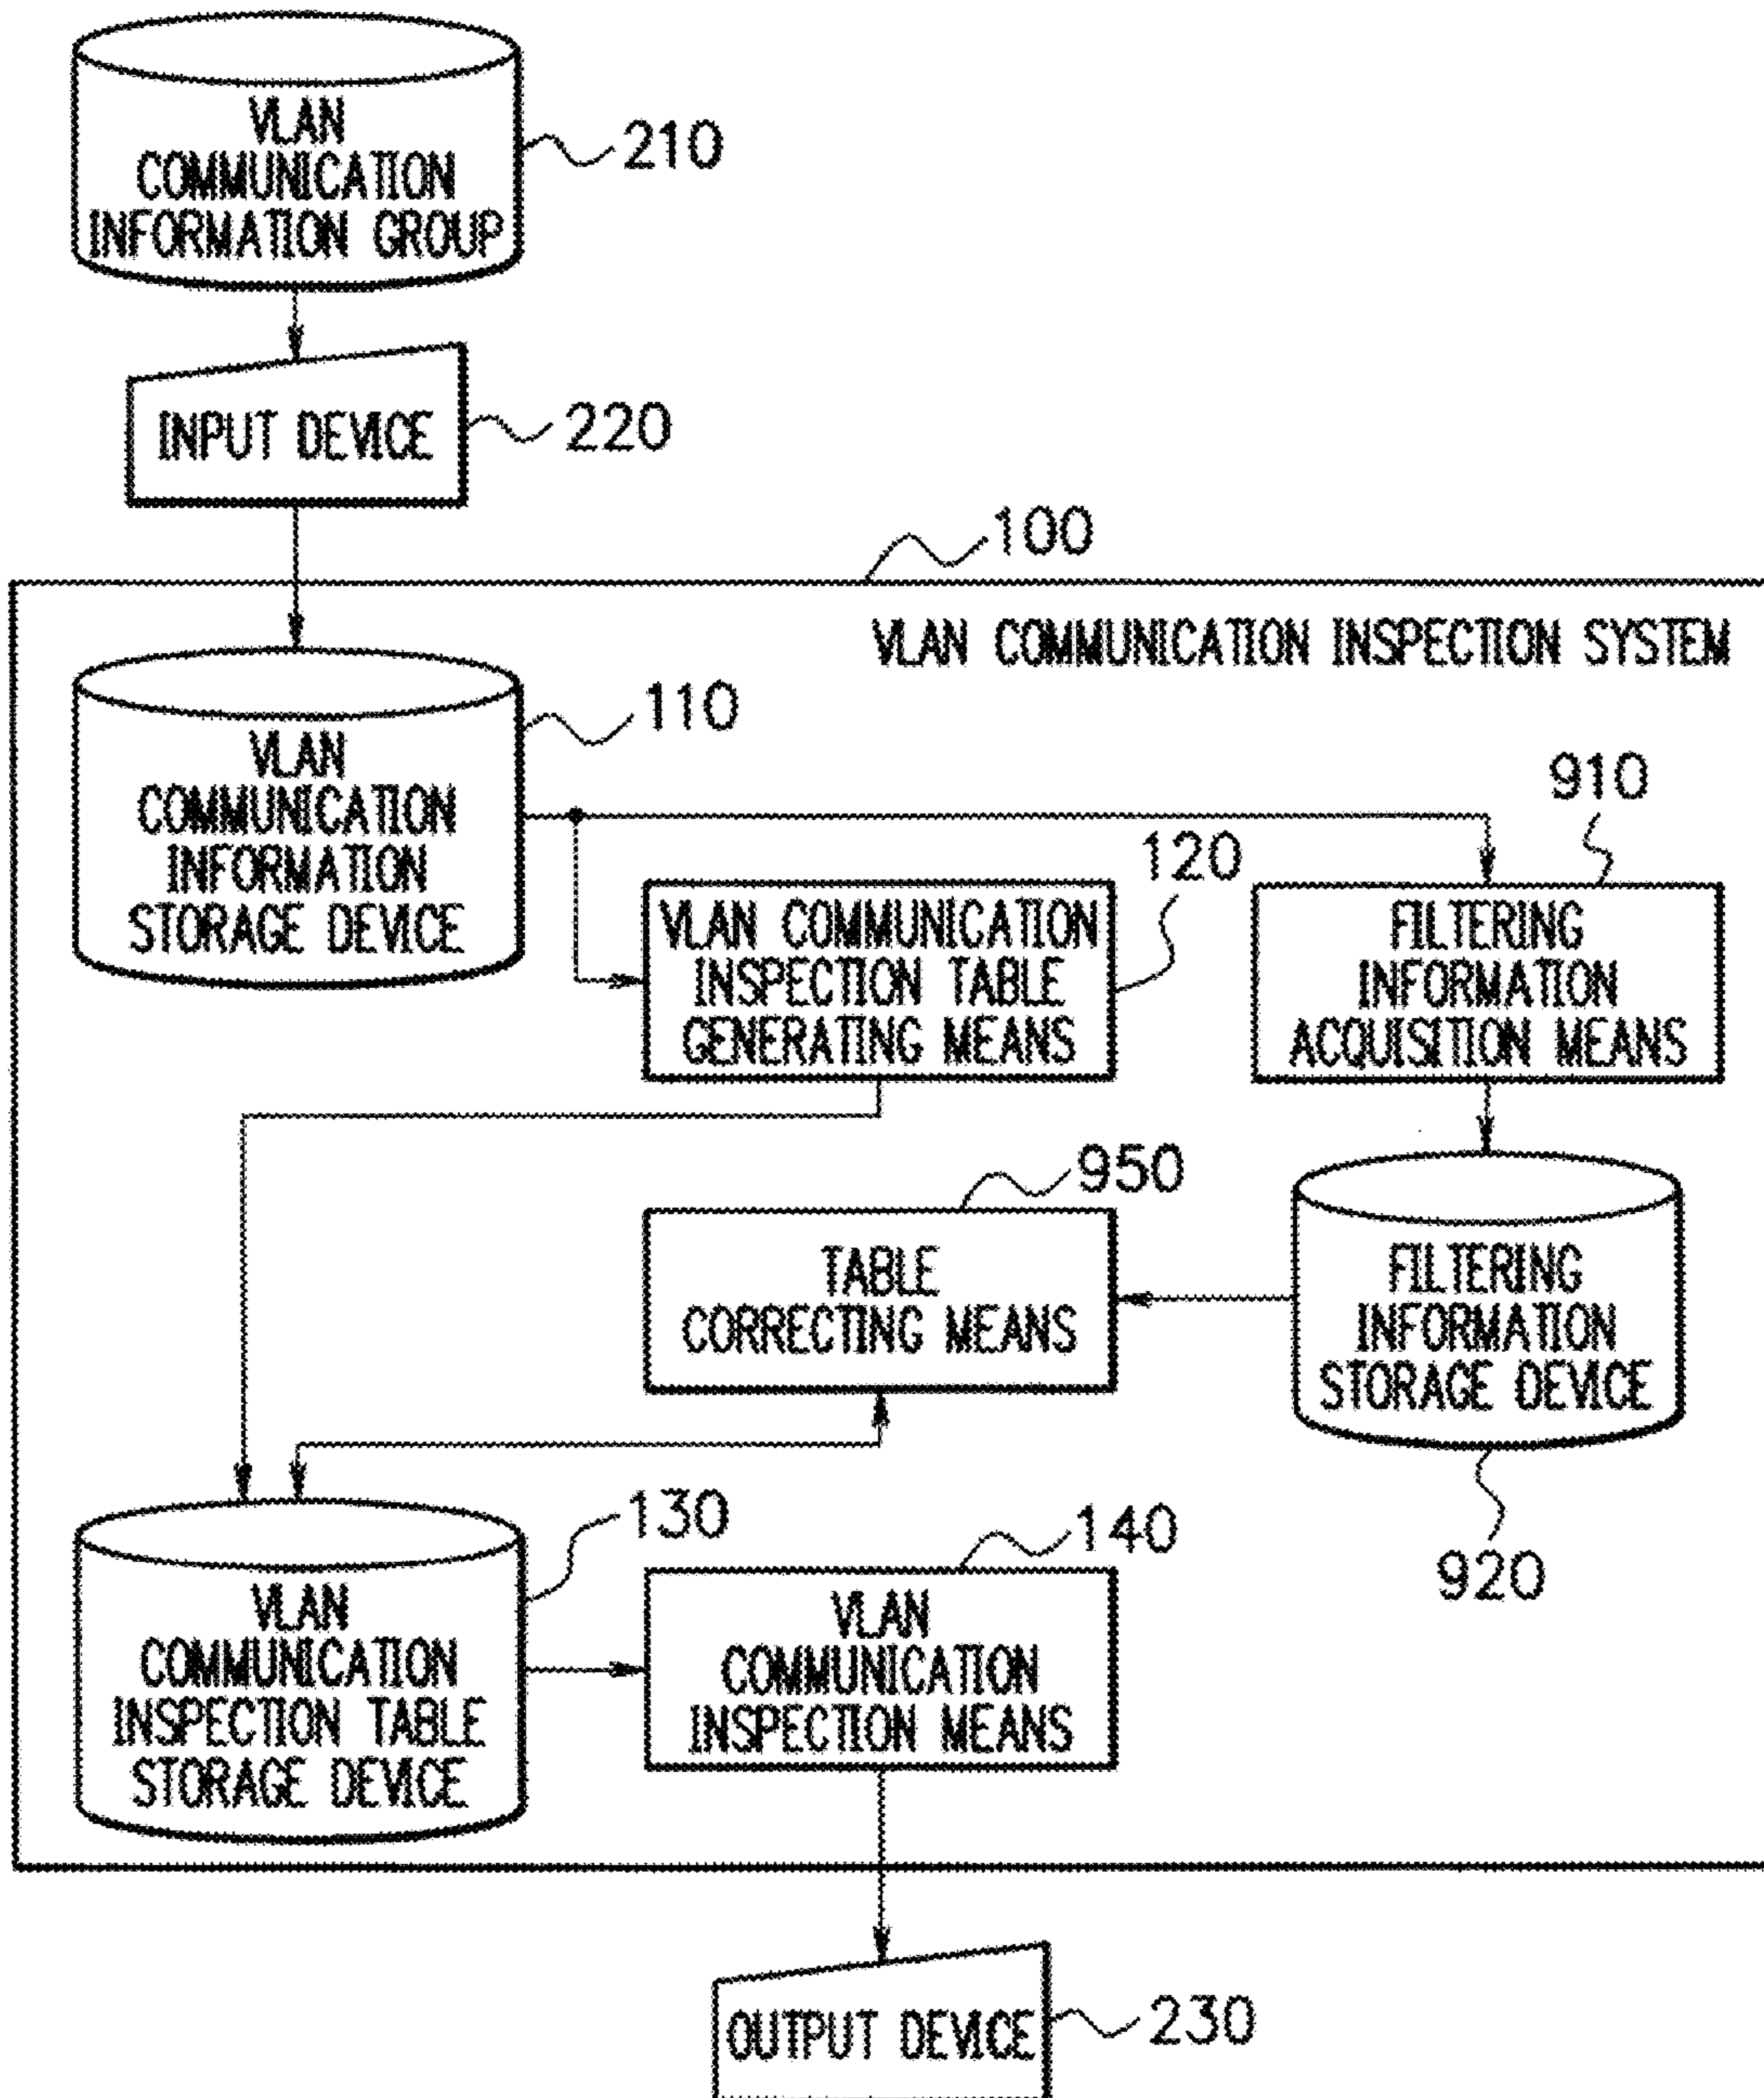 VLAN
COMMUNICATION
INFORMATION GROUP
210
INPUT DEVICE
220
100
VLAN COMMUNICATION INSPECTION SYSTEM
VLAN
COMMUNICATION
INFORMATION
STORAGE DEVICE
110
910
120
VLAN COMMUNICATION
INSPECTION TABLE
GENERATING MEANS
FILTERING
INFORMATION
ACQUISITION MEANS
950
TABLE
CORRECTING MEANS
FILTERING
INFORMATION
STORAGE DEVICE
920
130
VLAN
COMMUNICATION
INSPECTION TABLE
STORAGE DEVICE
140
VLAN
COMMUNICATION
INSPECTION MEANS
OUTPUT DEVICE
230